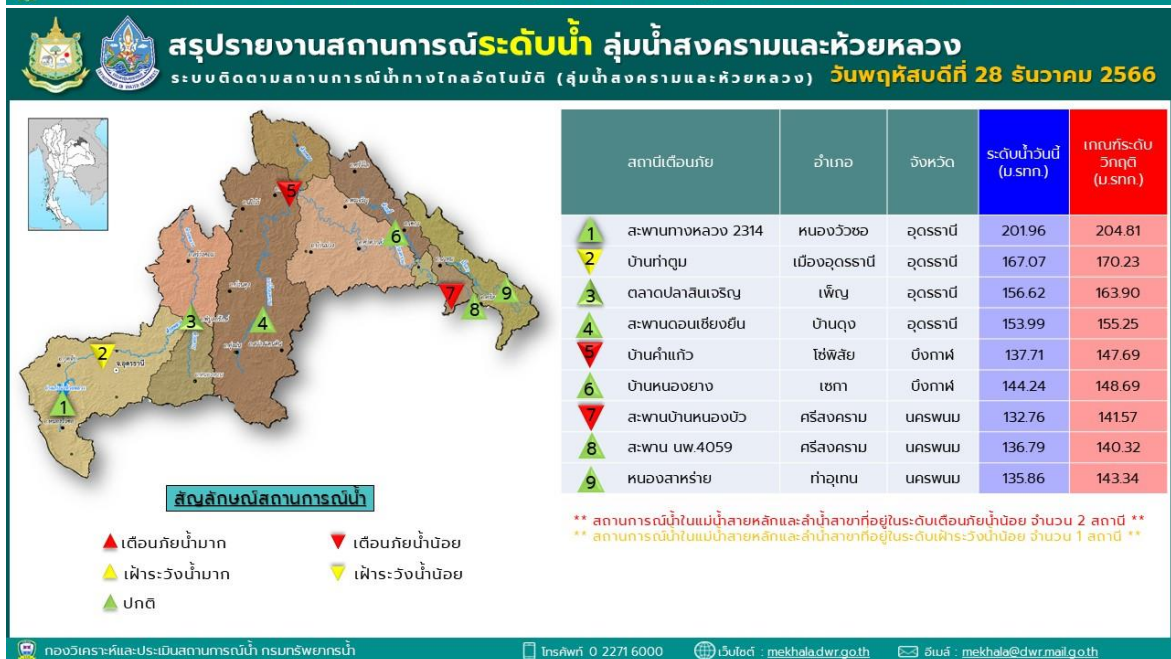 สรุปรายงานสถานการณ์ระดับน้ำ ลุ่มน้ำสงครามและห้วยหลวง
ระบบติดตามสถานการณ์น้ำทางไกลอัตโนมัติ (ลุ่มน้ำสงครามและห้วยหลวง) วันพฤหัสบดีที่ 28 ธันวาคม 2566
สถานีเตือนภัย อำเภอ จังหวัด ระดับน้ำวันนี้ (ม.รทก.) เกณฑ์ระดับวิกฤติ (ม.รทก.)
1 สะพานทางหลวง 2314 หนองวัวซอ อุดรธานี 201.96 204.81
2 บ้านท่าตูม เมืองอุดรธานี อุดรธานี 167.07 170.23
3 ตลาดปลาสินเจริญ เพ็ญ อุดรธานี 156.62 163.90
4 สะพานดอนเชียงยืน บ้านดุง อุดรธานี 153.99 155.25
5 บ้านคำแก้ว โซ่พิสัย บึงกาฬ 137.71 147.69
6 บ้านหนองยาง เซกา บึงกาฬ 144.24 148.69
7 สะพานบ้านหนองบัว ศรีสงคราม นครพนม 132.76 141.57
8 สะพาน นพ.4059 ศรีสงคราม นครพนม 136.79 140.32
9 หนองสาหร่าย ท่าอุเทน นครพนม 135.86 143.34
** สถานการณ์น้ำในแม่น้ำสายหลักและลำน้ำสาขาที่อยู่ในระดับเตือนภัยน้ำน้อย จำนวน 2 สถานี **
** สถานการณ์น้ำในแม่น้ำสายหลักและลำน้ำสาขาที่อยู่ในระดับเฝ้าระวังน้ำน้อย จำนวน 1 สถานี **
5
6
9
7
8
3
4
2
จ.อุดรธานี
1
สัญลักษณ์สถานการณ์น้ำ
เตือนภัยน้ำมาก เตือนภัยน้ำน้อย
เฝ้าระวังน้ำมาก เฝ้าระวังน้ำน้อย
ปกติ
กองวิเคราะห์และประเมินสถานการณ์น้ำ กรมทรัพยากรน้ำ โทรศัพท์ 0 2271 6000 เว็บไซต์ : mekhala.dwr.go.th อีเมล์ : mekhala@dwr.mail.go.th